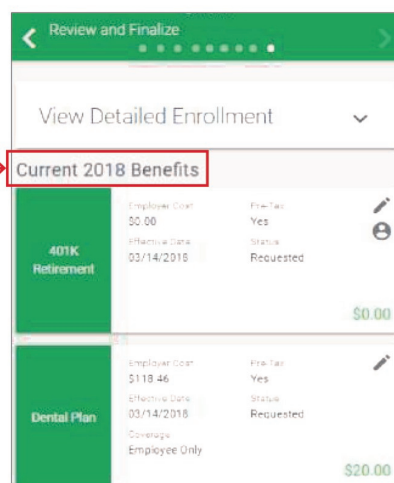 Review and Finalize
View Detailed Enrollment
Current 2018 Benefits
401K
Retirement
Employer Cost
$0.00
Pre-Tax
Yes
Effective Date
03/14/2018
Status
Requested
$0.00
Dental Plan
Employer Cost
$118.46
Pre-Tax
Yes
Effective Date
03/14/2018
Status
Requested
Coverage
Employee Only
$20.00